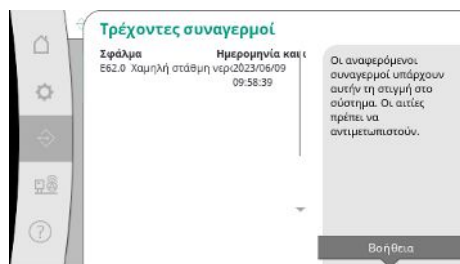 Τρέχοντες συναγερμοί
Σφάλμα Ημερομηνία και
E62.0 Χαμηλή στάθμη νερ 2023/06/09
09:58:39
Οι αναφερόμενοι
συναγερμοί υπάρχουν
αυτήν τη στιγμή στο
σύστημα. Οι αιτίες
πρέπει να
αντιμετωπιστούν.
Βοήθεια